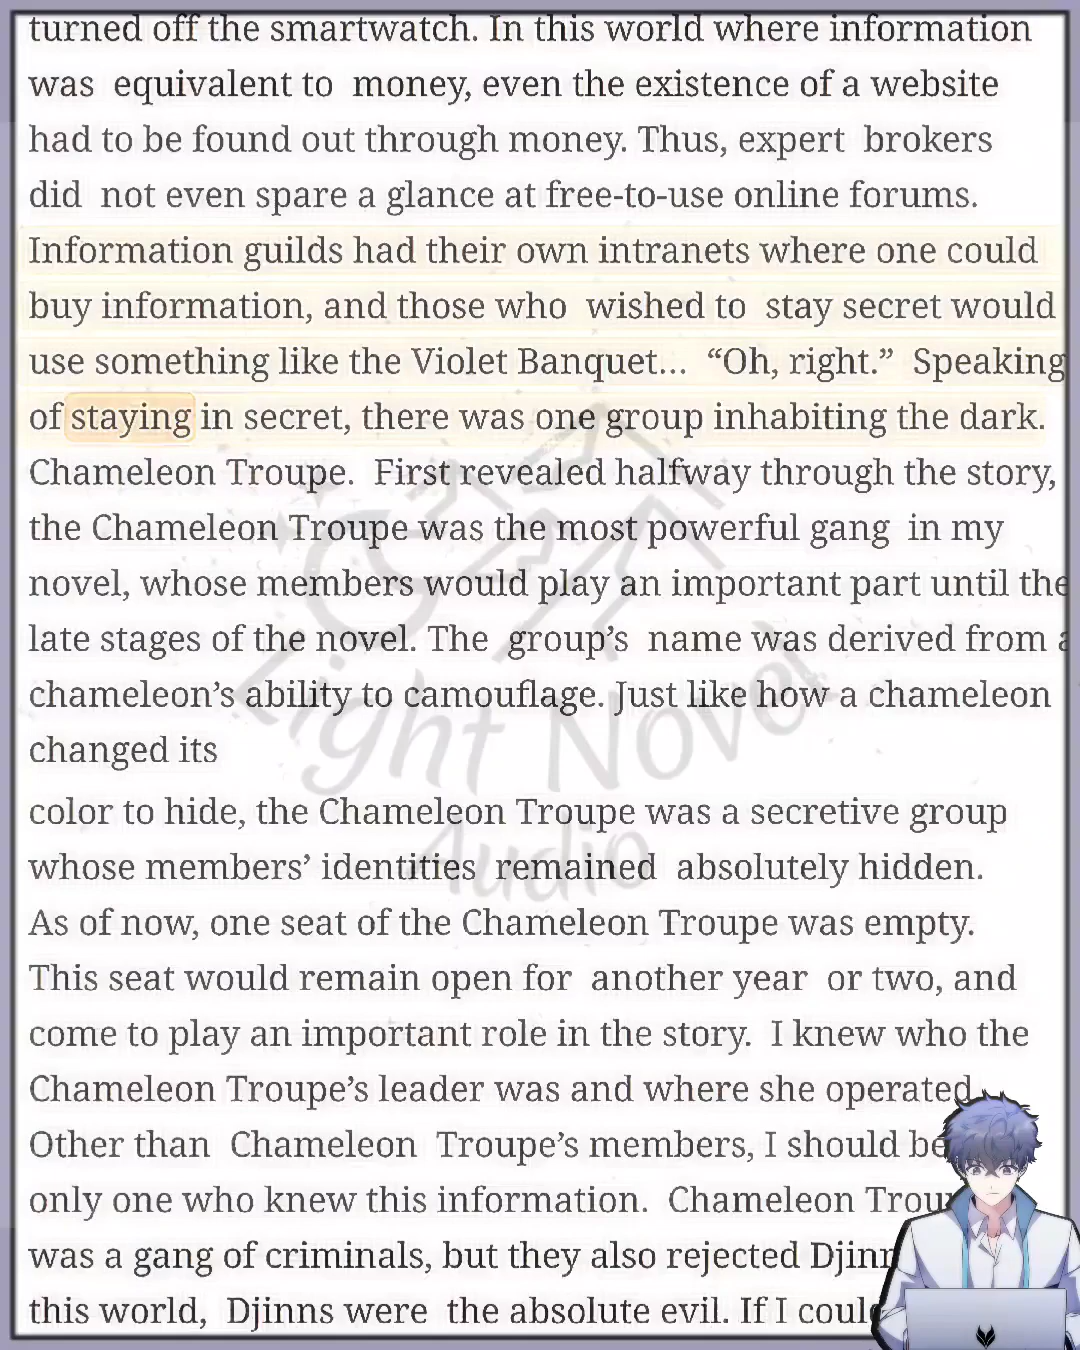 turned off the smartwatch. In this world where information
was equivalent to money, even the existence of a website
had to be found out through money. Thus, expert brokers
did not even spare a glance at free-to-use online forums.
Information guilds had their own intranets where one could
buy information, and those who wished to stay secret would
use something like the Violet Banquet… “Oh, right.” Speaking
of staying in secret, there was one group inhabiting the dark.
Chameleon Troupe. First revealed halfway through the story,
the Chameleon Troupe was the most powerful gang in my
novel, whose members would play an important part until the
late stages of the novel. The group’s name was derived from a
chameleon’s ability to camouflage. Just like how a chameleon
changed its
color to hide, the Chameleon Troupe was a secretive group
whose members’ identities remained absolutely hidden.
As of now, one seat of the Chameleon Troupe was empty.
This seat would remain open for another year or two, and
come to play an important role in the story. I knew who the
Chameleon Troupe’s leader was and where she operated
Other than Chameleon Troupe’s members, I should be
only one who knew this information. Chameleon
was a gang of criminals, but they also rejected
this world, Djinns were the absolute evil. If I
Light Novel
Audio